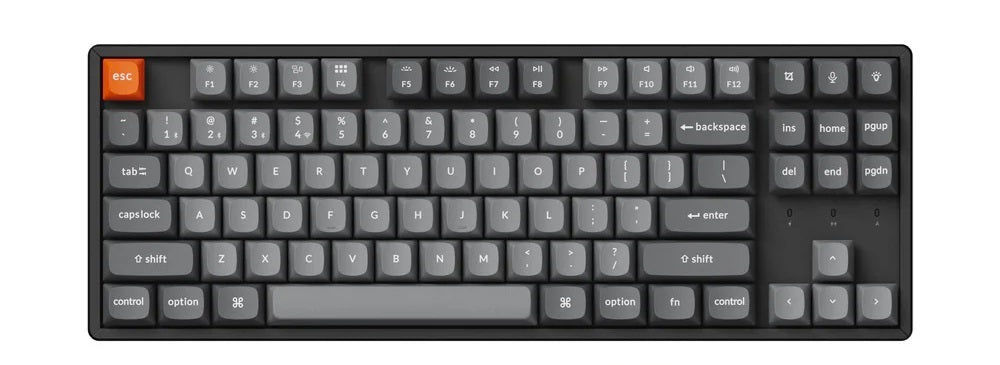 esc F1 F2 F3 F4 F5 F6 F7 F8 F9 F10 F11 F12
~ ! @ # $ % ^ & * ( ) — +
` 1 2 3 4 5 6 7 8 9 0 - = backspace ins home pgup
tab Q W E R T Y U I O P { } |
[ ] \ del end pgdn
caps lock A S D F G H J K L : "
; ' enter
shift Z X C V B N M < > ?
, . / shift
control option ⌘ ⌘ option fn control